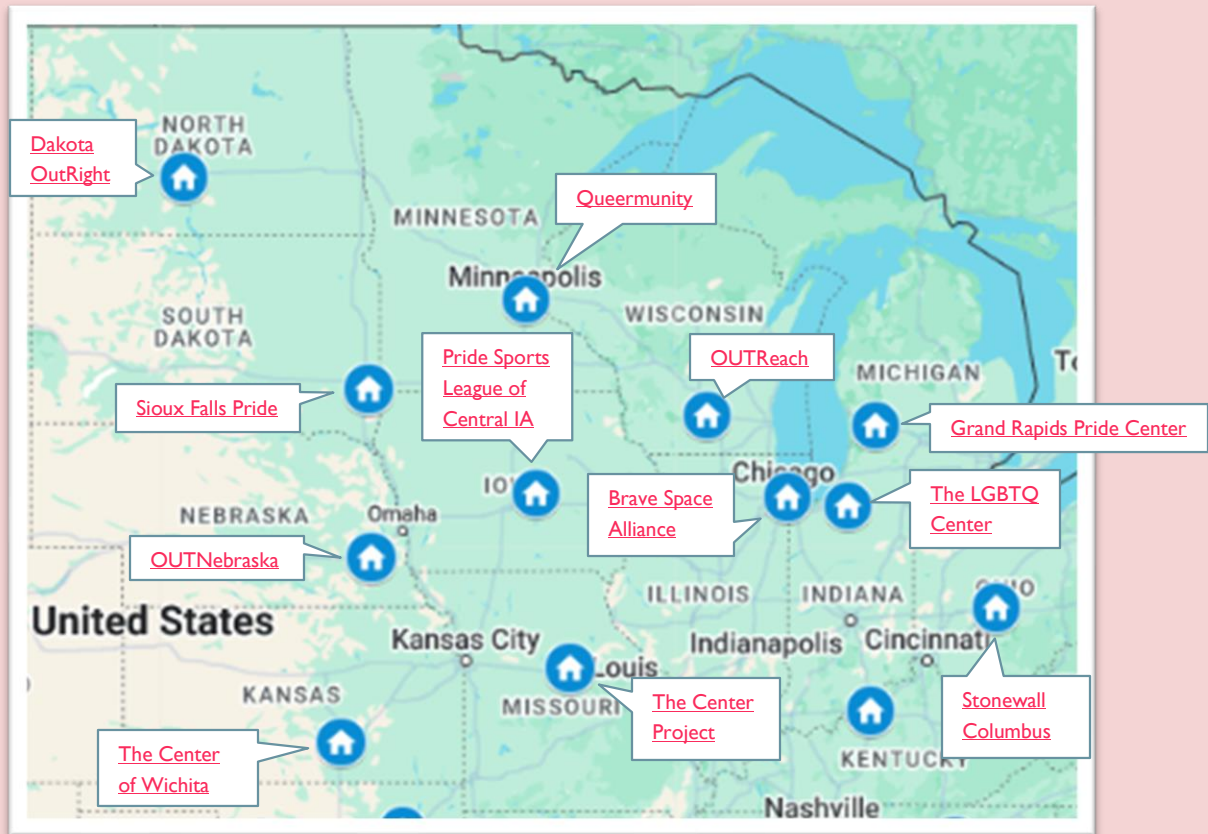 NORTH
DAKOTA
Dakota
OutRight
Queermunity
MINNESOTA
Minneapolis
SOUTH
DAKOTA
WISCONSIN
Pride Sports
League of
Central IA
OUTReach
MICHIGAN
Sioux Falls Pride
Grand Rapids Pride Center
Chicago
Brave Space
Alliance
The LGBTQ
Center
NEBRASKA
Omaha
OUTNebraska
ILLINOIS
INDIANA
OHIO
United States
Kansas City
Indianapolis
Cincinnati
Louis
KANSAS
MISSOURI
The Center
Project
Stonewall
Columbus
The Center
of Wichita
KENTUCKY
Nashville